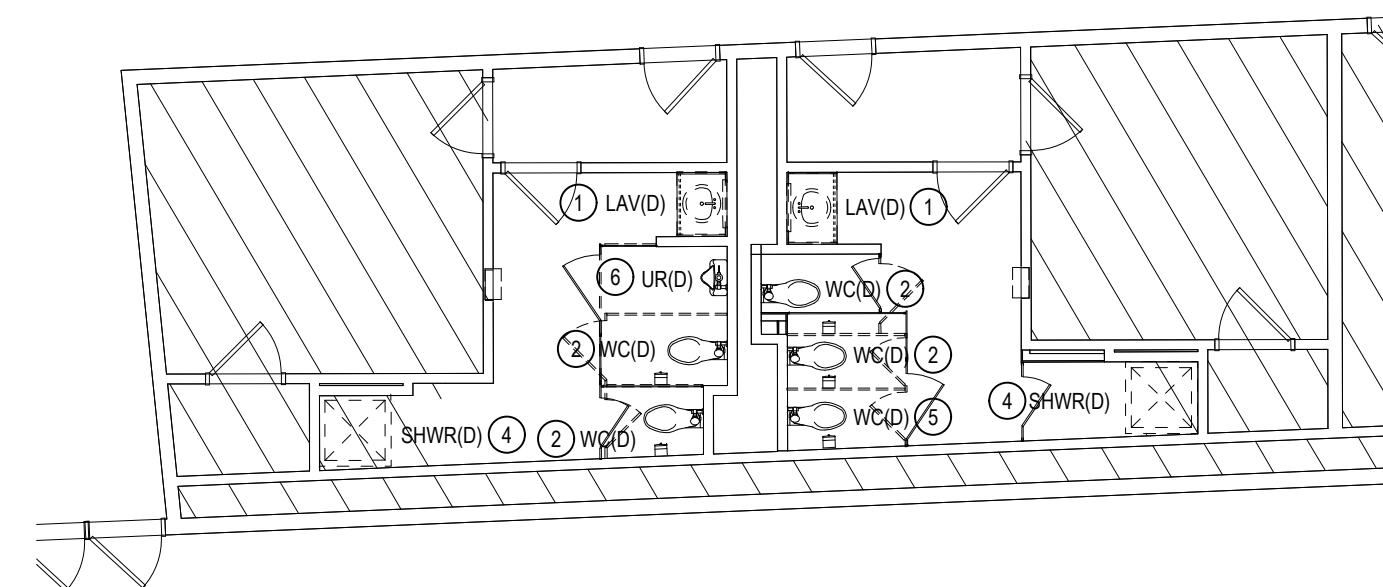 1 LAV(D)
LAV(D) 1
6 UR(D)
WC(D) 2
2 WC(D)
WC(D) 2
SHWR(D) 4
2 WC(D)
WC(D) 5
4 SHWR(D)